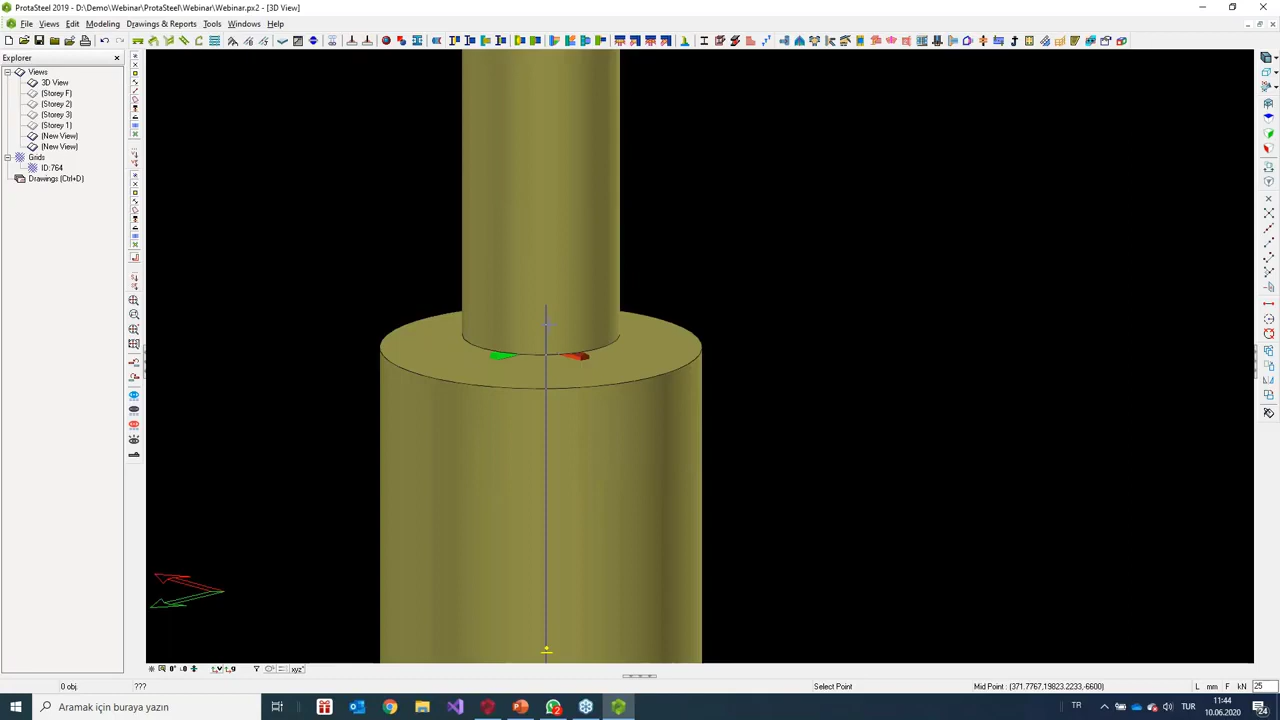 ProtaSteel 2019 - D:\Demo\Webinar\ProtaSteel\Webinar\Webinar.px2 - [3D View]
File Views Edit Modeling Drawings & Reports Tools Windows Help
Explorer
Views
3D View
(Storey F)
(Storey 2)
(Storey 3)
(Storey 1)
(New View)
(New View)
Grids
ID:764
Drawings (Ctrl+D)
0 obj. ??? Select Point Mid Point : (371.7767,19823.2233,-6600) L mm F kN 25
Aramak için buraya yazın
2
TR TUR 11:44
10.06.2020
24